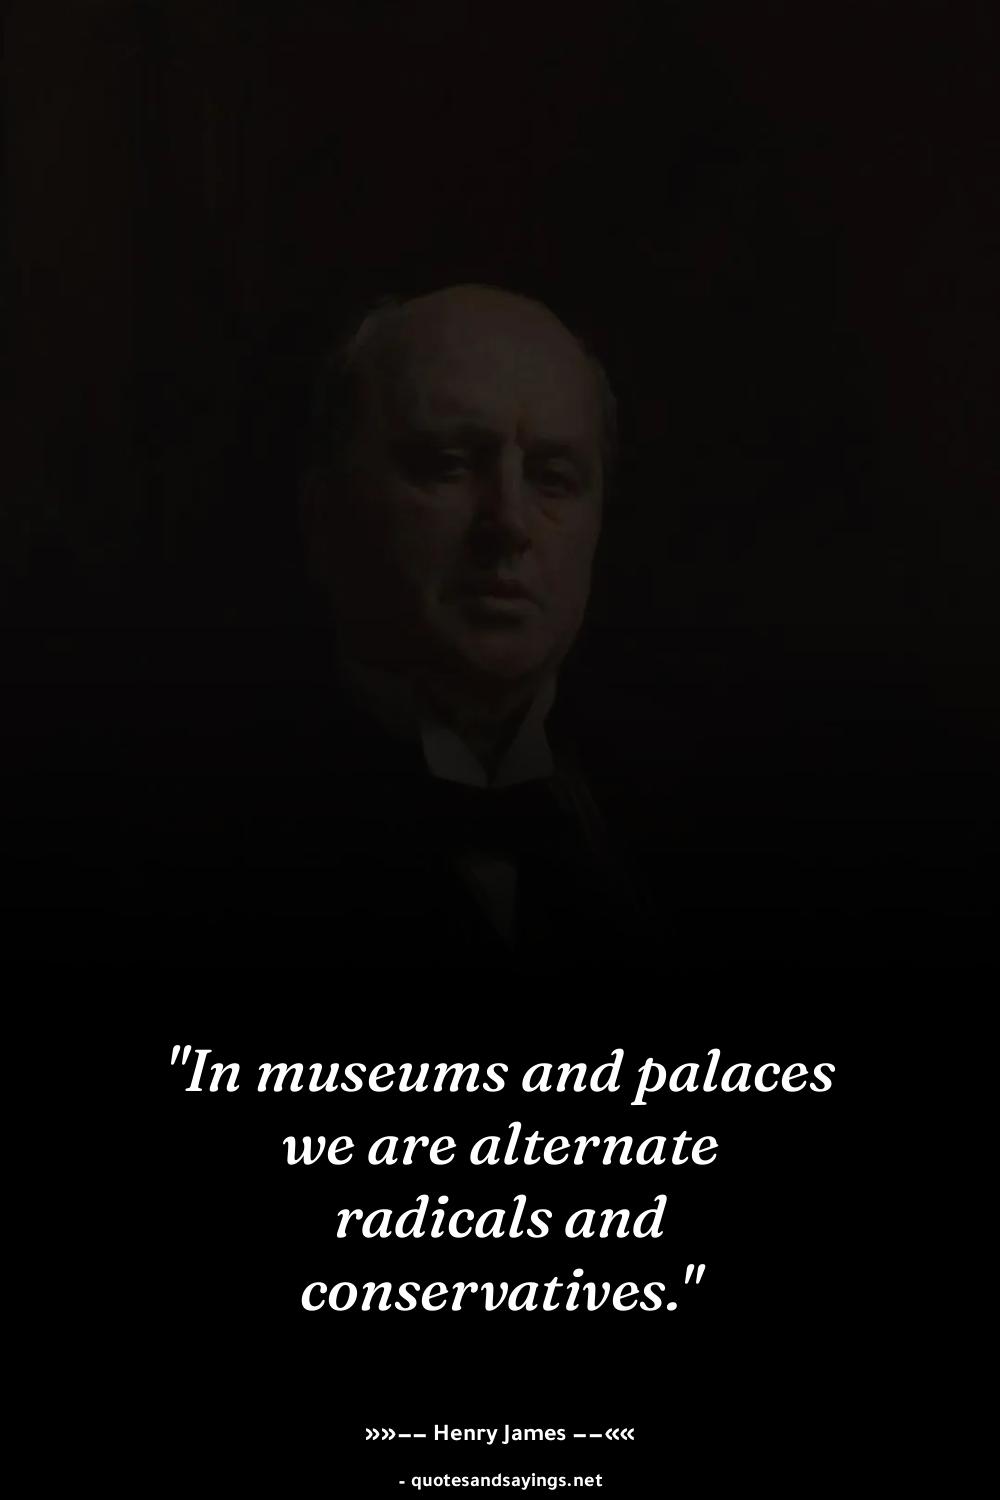 "In museums and palaces
we are alternate
radicals and
conservatives."
»»−− Henry James −−««
- quotesandsayings.net